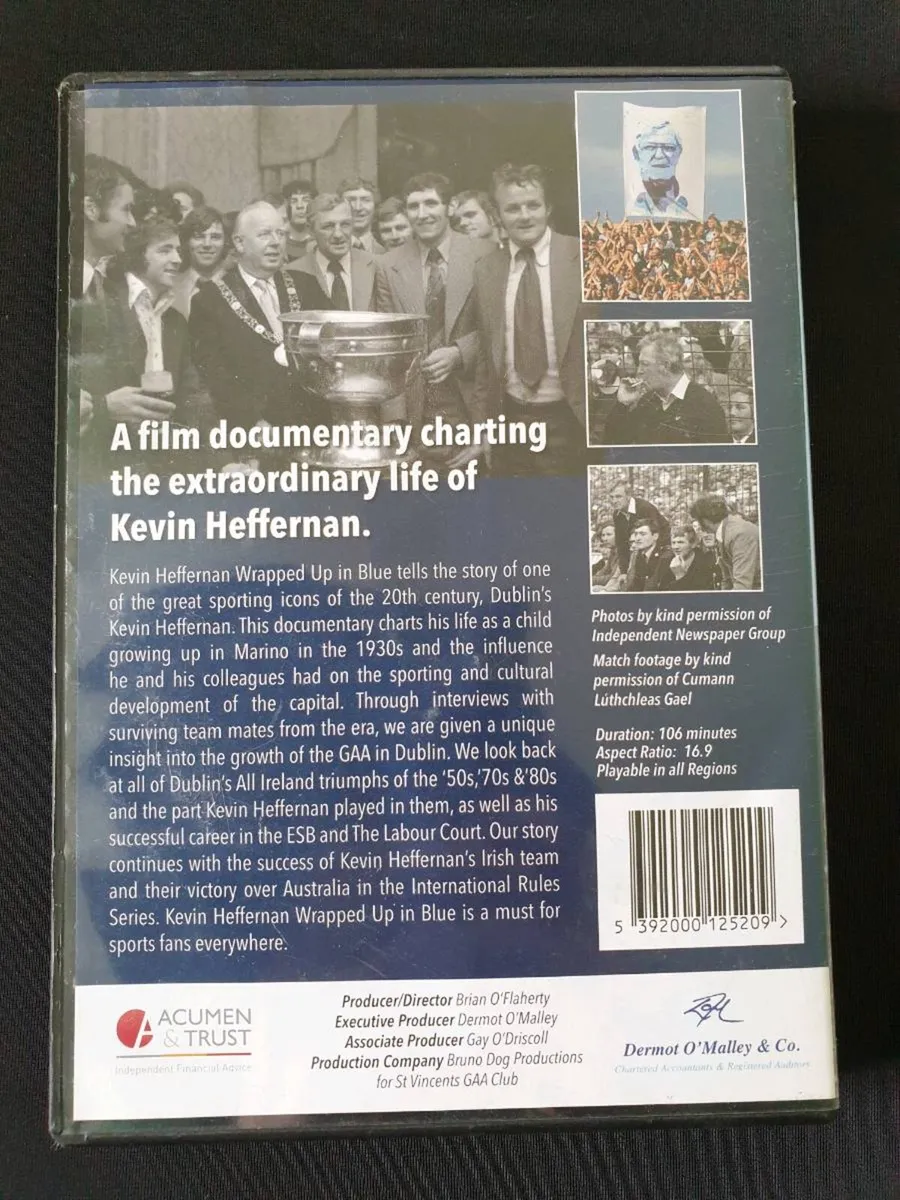 A film documentary charting
the extraordinary life of
Kevin Heffernan.
Kevin Heffernan Wrapped Up in Blue tells the story of one
of the great sporting icons of the 20th century, Dublin's
Kevin Heffernan. This documentary charts his life as a child
growing up in Marino in the 1930s and the influence
he and his colleagues had on the sporting and cultural
development of the capital. Through interviews with
surviving team mates from the era, we are given a unique
insight into the growth of the GAA in Dublin. We look back
at all of Dublin's All Ireland triumphs of the '50s,'70s &'80s
and the part Kevin Heffernan played in them, as well as his
successful career in the ESB and The Labour Court. Our story
continues with the success of Kevin Heffernan's Irish team
and their victory over Australia in the International Rules
Series. Kevin Heffernan Wrapped Up in Blue is a must for
sports fans everywhere.
Photos by kind permission of
Independent Newspaper Group
Match footage by kind
permission of Cumann
Lúthchleas Gael
Duration: 106 minutes
Aspect Ratio: 16.9
Playable in all Regions
5 392000 125209 >
ACUMEN
& TRUST
Independent Financial Advice
Producer/Director Brian O'Flaherty
Executive Producer Dermot O'Malley
Associate Producer Gay O'Driscoll
Production Company Bruno Dog Productions
for St Vincents GAA Club
Dermot O'Malley & Co.
Chartered Accountants & Registered Auditors